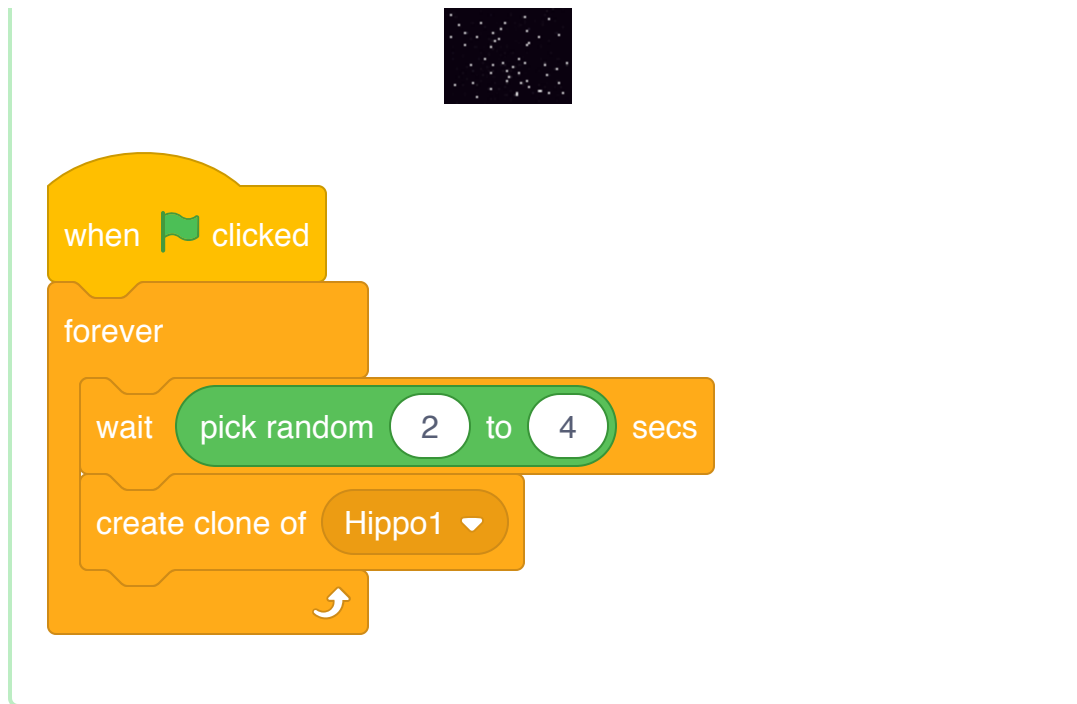 when clicked
forever
wait pick random 2 to 4 secs
create clone of Hippo1